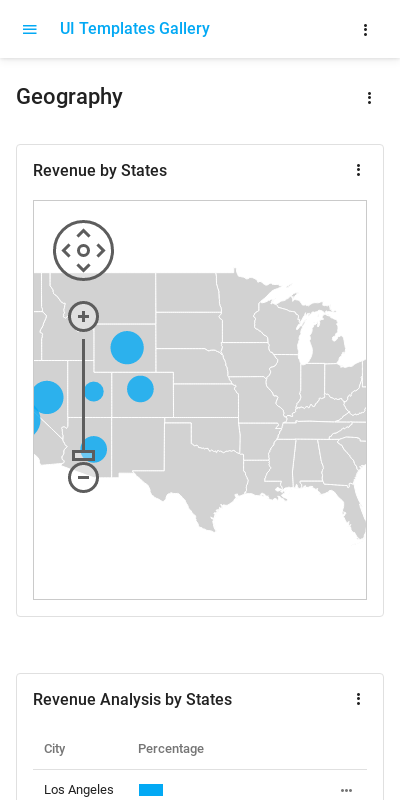 UI Templates Gallery
Geography
Revenue by States
Revenue Analysis by States
City Percentage
Los Angeles